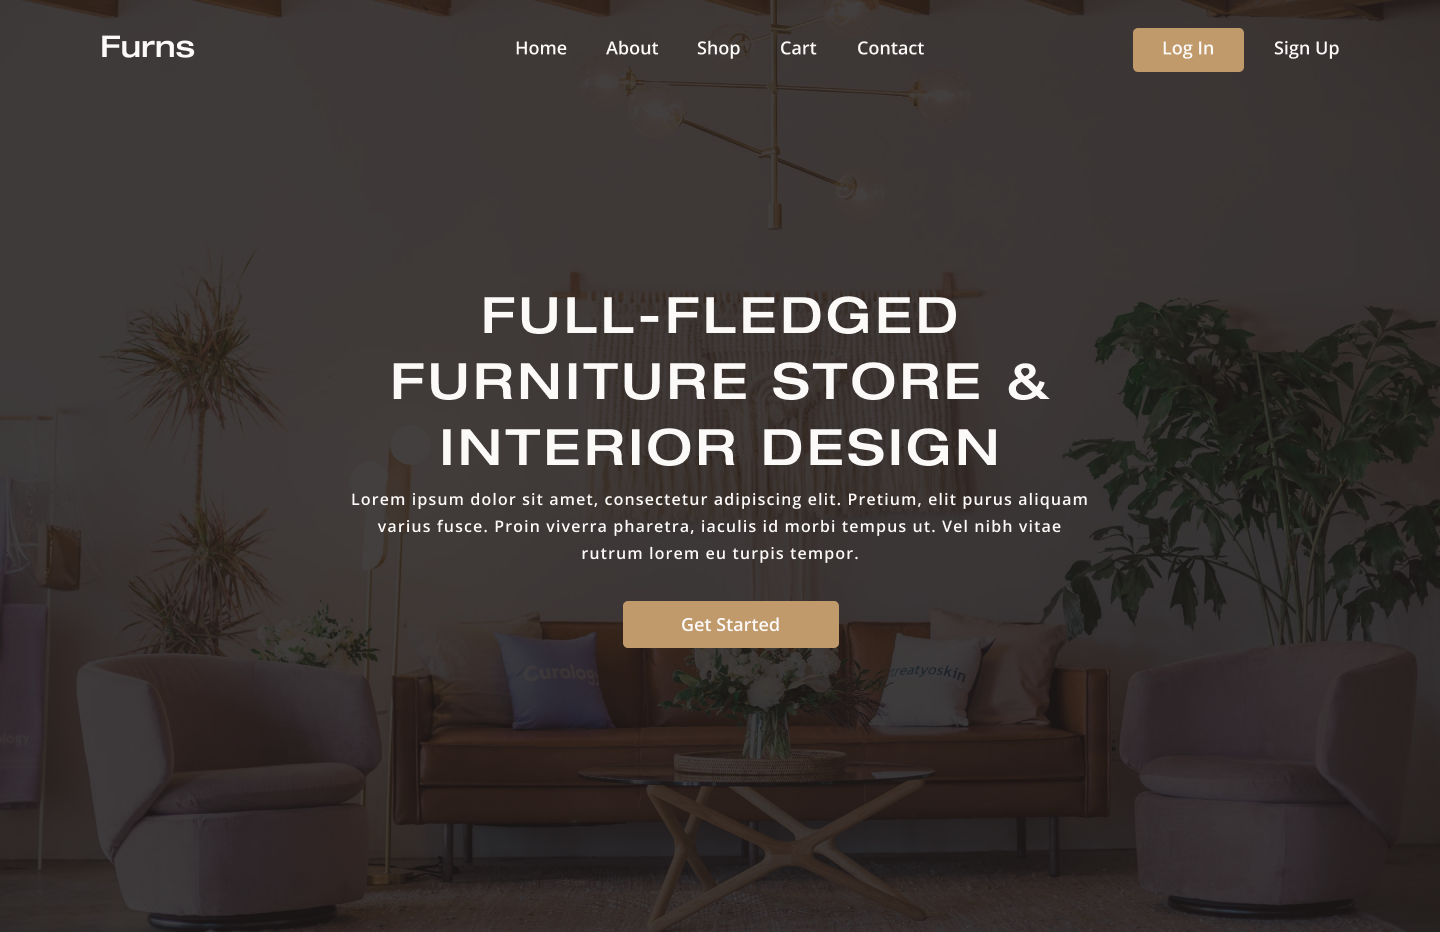 Furns
Home About Shop Cart Contact
Log In Sign Up
FULL-FLEDGED
FURNITURE STORE &
INTERIOR DESIGN
Lorem ipsum dolor sit amet, consectetur adipiscing elit. Pretium, elit purus aliquam
varius fusce. Proin viverra pharetra, iaculis id morbi tempus ut. Vel nibh vitae
rutrum lorem eu turpis tempor.
Get Started
Curology
#treatyoskin